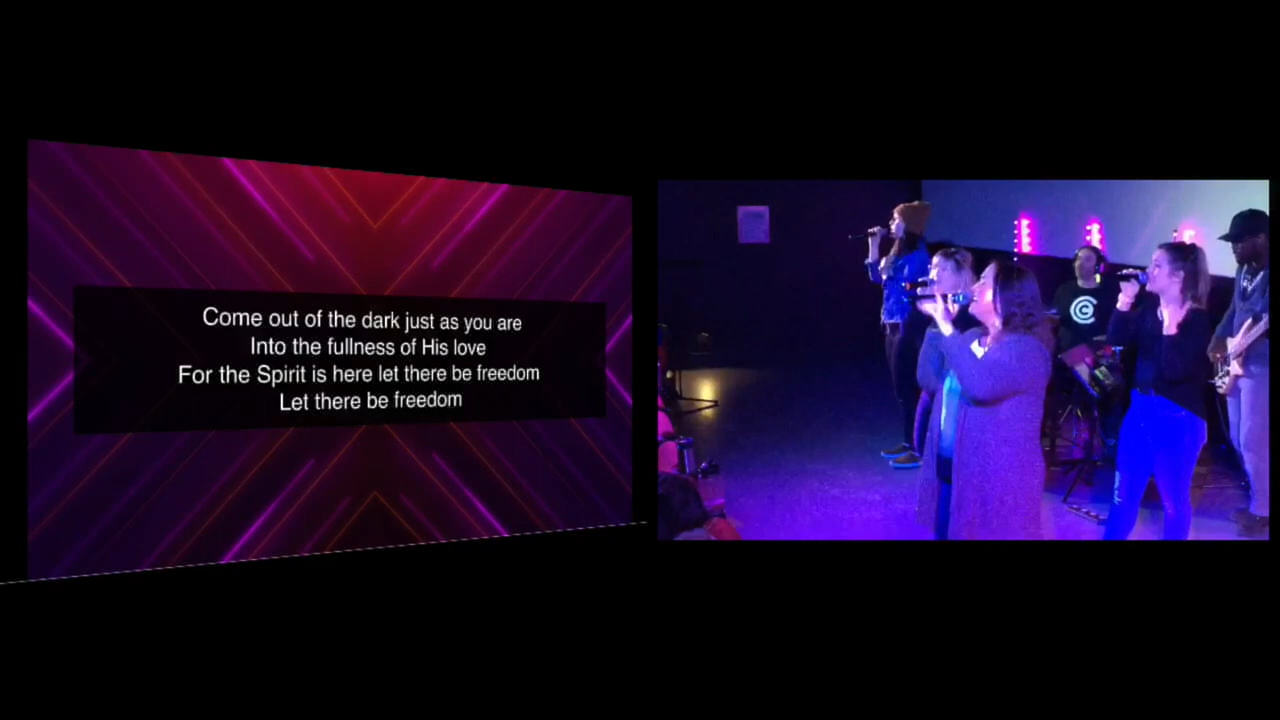 Come out of the dark just as you are
Into the fullness of His love
For the Spirit is here let there be freedom
Let there be freedom